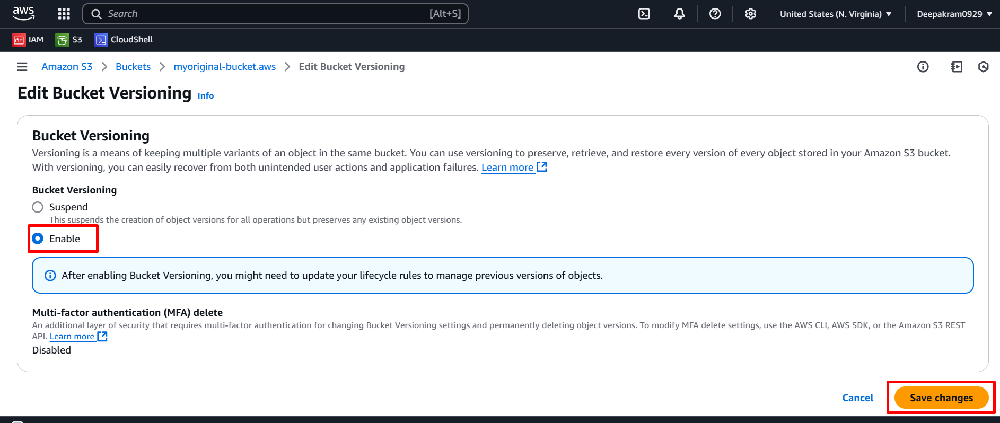 aws
Search [Alt+S] United States (N. Virginia) Deepakram0929
IAM S3 CloudShell
Amazon S3 Buckets myoriginal-bucket.aws Edit Bucket Versioning
Edit Bucket Versioning Info
Bucket Versioning
Versioning is a means of keeping multiple variants of an object in the same bucket. You can use versioning to preserve, retrieve, and restore every version of every object stored in your Amazon S3 bucket.
With versioning, you can easily recover from both unintended user actions and application failures. Learn more
Bucket Versioning
Suspend
This suspends the creation of object versions for all operations but preserves any existing object versions.
Enable
After enabling Bucket Versioning, you might need to update your lifecycle rules to manage previous versions of objects.
Multi-factor authentication (MFA) delete
An additional layer of security that requires multi-factor authentication for changing Bucket Versioning settings and permanently deleting object versions. To modify MFA delete settings, use the AWS CLI, AWS SDK, or the Amazon S3 REST
API. Learn more
Disabled
Cancel Save changes